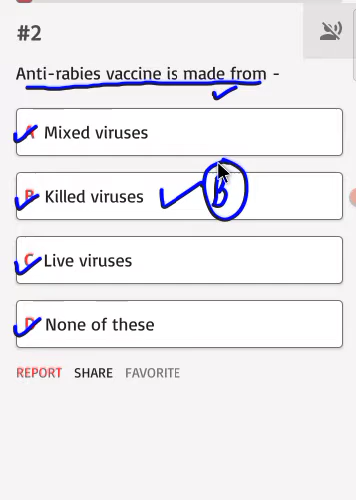 #2
Anti-rabies vaccine is made from -
A Mixed viruses
B Killed viruses B
C Live viruses
D None of these
REPORT SHARE FAVORITE